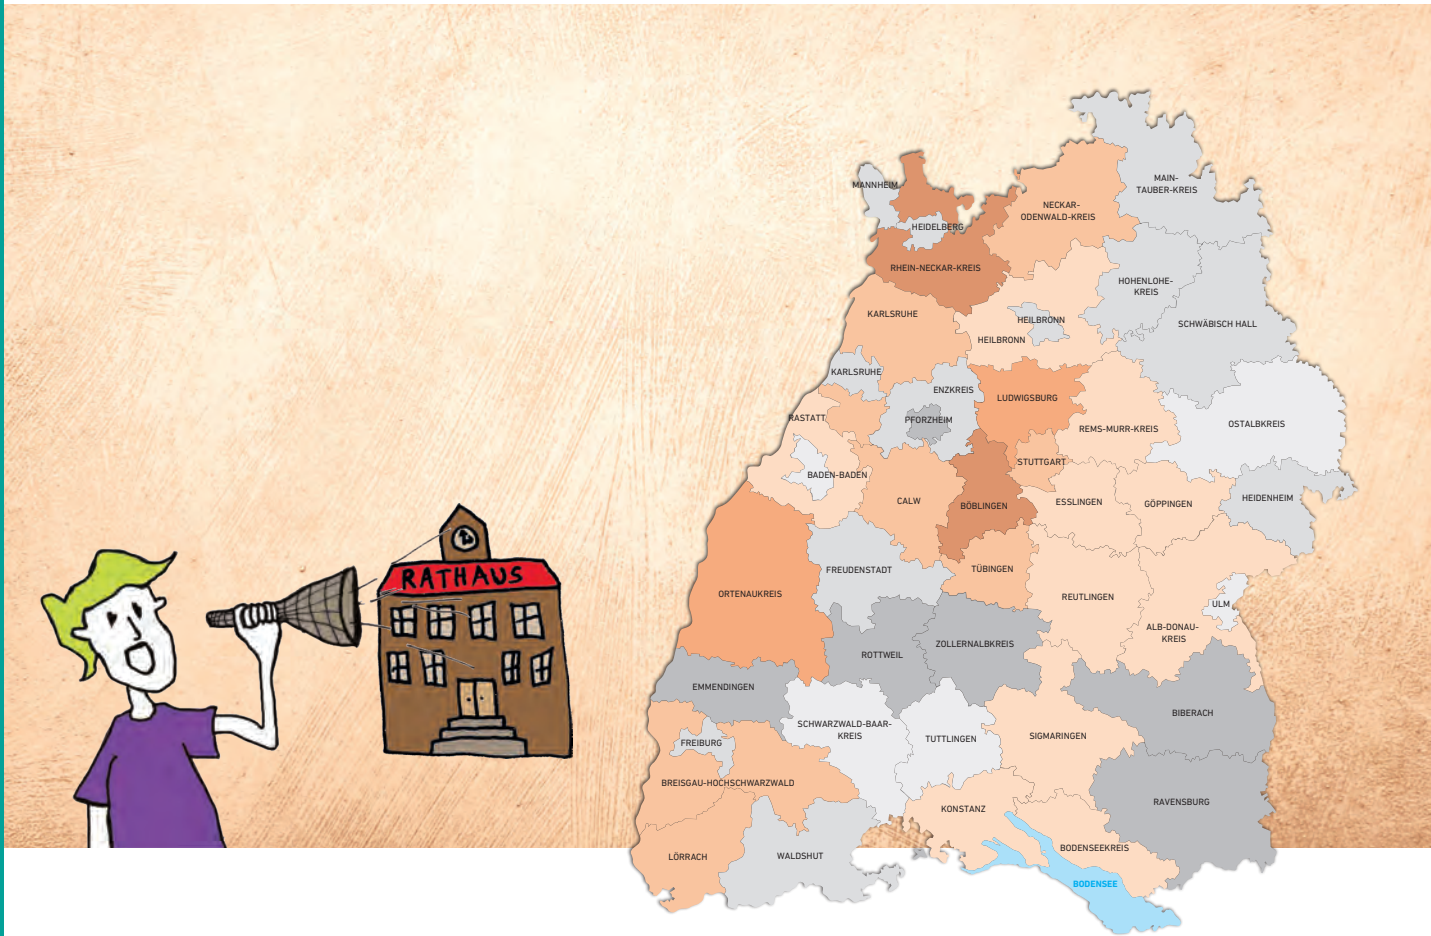 RATHAUS
MAIN-
TAUBER-KREIS
MANNHEIM
NECKAR-
ODENWALD-KREIS
HEIDELBERG
RHEIN-NECKAR-KREIS
HOHENLOHE-
KREIS
KARLSRUHE
HEILBRONN
SCHWÄBISCH HALL
HEILBRONN
KARLSRUHE
ENZKREIS
LUDWIGSBURG
RASTATT
PFORZHEIM
REMS-MURR-KREIS
OSTALBKREIS
STUTTGART
BADEN-BADEN
CALW
BÖBLINGEN
ESSLINGEN
GÖPPINGEN
HEIDENHEIM
FREUDENSTADT
TÜBINGEN
ORTENAUKREIS
REUTLINGEN
ULM
ALB-DONAU-
KREIS
ROTTWEIL
ZOLLERNALBKREIS
EMMENDINGEN
BIBERACH
SCHWARZWALD-BAAR-
KREIS
TUTTLINGEN
SIGMARINGEN
FREIBURG
BREISGAU-HOCHSCHWARZWALD
KONSTANZ
RAVENSBURG
LÖRRACH
WALDSHUT
BODENSEEKREIS
BODENSEE